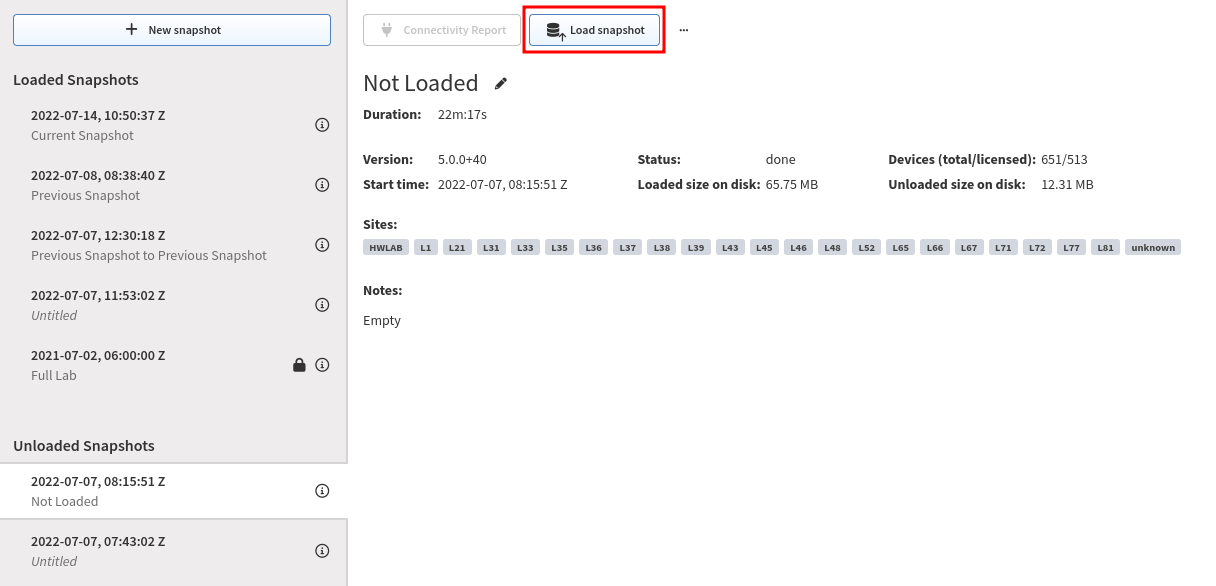 New snapshot
Loaded Snapshots
2022-07-14, 10:50:37 Z
Current Snapshot
2022-07-08, 08:38:40 Z
Previous Snapshot
2022-07-07, 12:30:18 Z
Previous Snapshot to Previous Snapshot
2022-07-07, 11:53:02 Z
Untitled
2021-07-02, 06:00:00 Z
Full Lab
Unloaded Snapshots
2022-07-07, 08:15:51 Z
Not Loaded
2022-07-07, 07:43:02 Z
Untitled
Connectivity Report Load snapshot ...
Not Loaded
Duration: 22m:17s
Version: 5.0.0+40 Status: done Devices (total/licensed): 651/513
Start time: 2022-07-07, 08:15:51 Z Loaded size on disk: 65.75 MB Unloaded size on disk: 12.31 MB
Sites:
HWLAB L1 L21 L31 L33 L35 L36 L37 L38 L39 L43 L45 L46 L48 L52 L65 L66 L67 L71 L72 L77 L81 unknown
Notes:
Empty